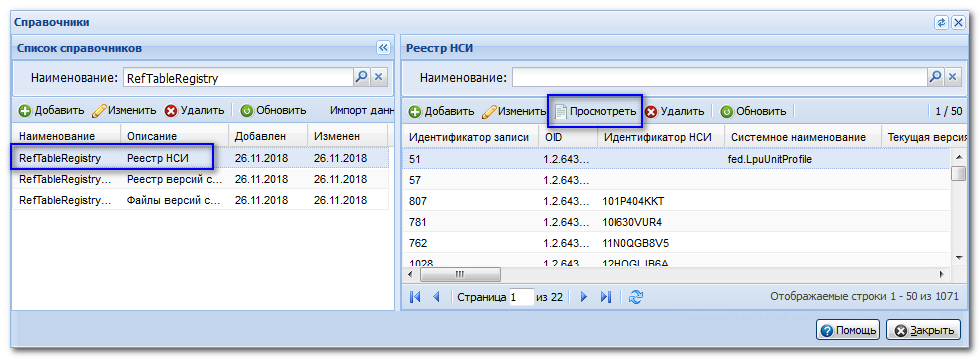 Справочники
Список справочников
Наименование: RefTableRegistry
Добавить Изменить Удалить Обновить Импорт данн
Наименование Описание Добавлен Изменен
RefTableRegistry Реестр НСИ 26.11.2018 26.11.2018
RefTableRegistry... Реестр версий с... 26.11.2018 26.11.2018
RefTableRegistry... Файлы версий с... 26.11.2018 26.11.2018
Реестр НСИ
Наименование:
Добавить Изменить Просмотреть Удалить Обновить 1 / 50
Идентификатор записи OID Идентификатор НСИ Системное наименование Текущая версия
51 1.2.643... fed.LpuUnitProfile
57 1.2.643...
807 1.2.643... 101P404KKT
781 1.2.643... 10I630VUR4
762 1.2.643... 11N0QGB8V5
1028 1.2.643...
Страница 1 из 22 Отображаемые строки 1 - 50 из 1071
Помощь Закрыть